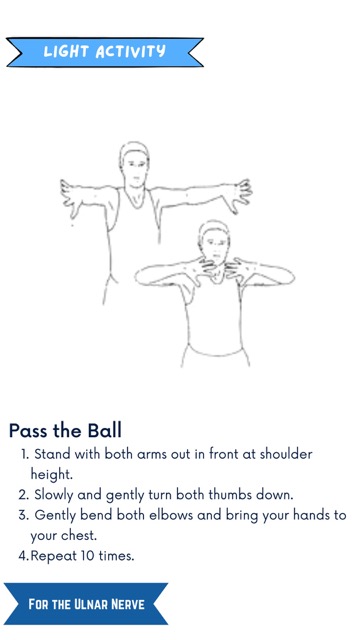 LIGHT ACTIVITY
Pass the Ball
1. Stand with both arms out in front at shoulder
height.
2. Slowly and gently turn both thumbs down.
3. Gently bend both elbows and bring your hands to
your chest.
4.Repeat 10 times.
FOR THE ULNAR NERVE